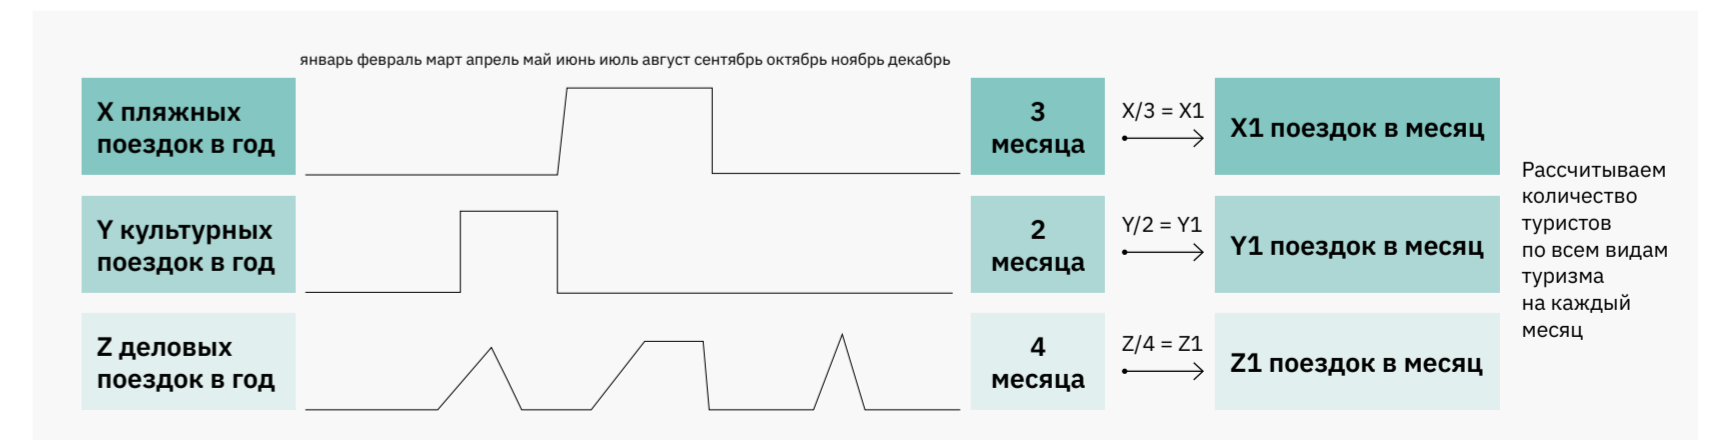 январь февраль март апрель май июнь июль август сентябрь октябрь ноябрь декабрь
X пляжных
поездок в год
3
месяца
X/3 = X1
X1 поездок в месяц
Y культурных
поездок в год
2
месяца
Y/2 = Y1
Y1 поездок в месяц
Z деловых
поездок в год
4
месяца
Z/4 = Z1
Z1 поездок в месяц
Рассчитываем
количество
туристов
по всем видам
туризма
на каждый
месяц